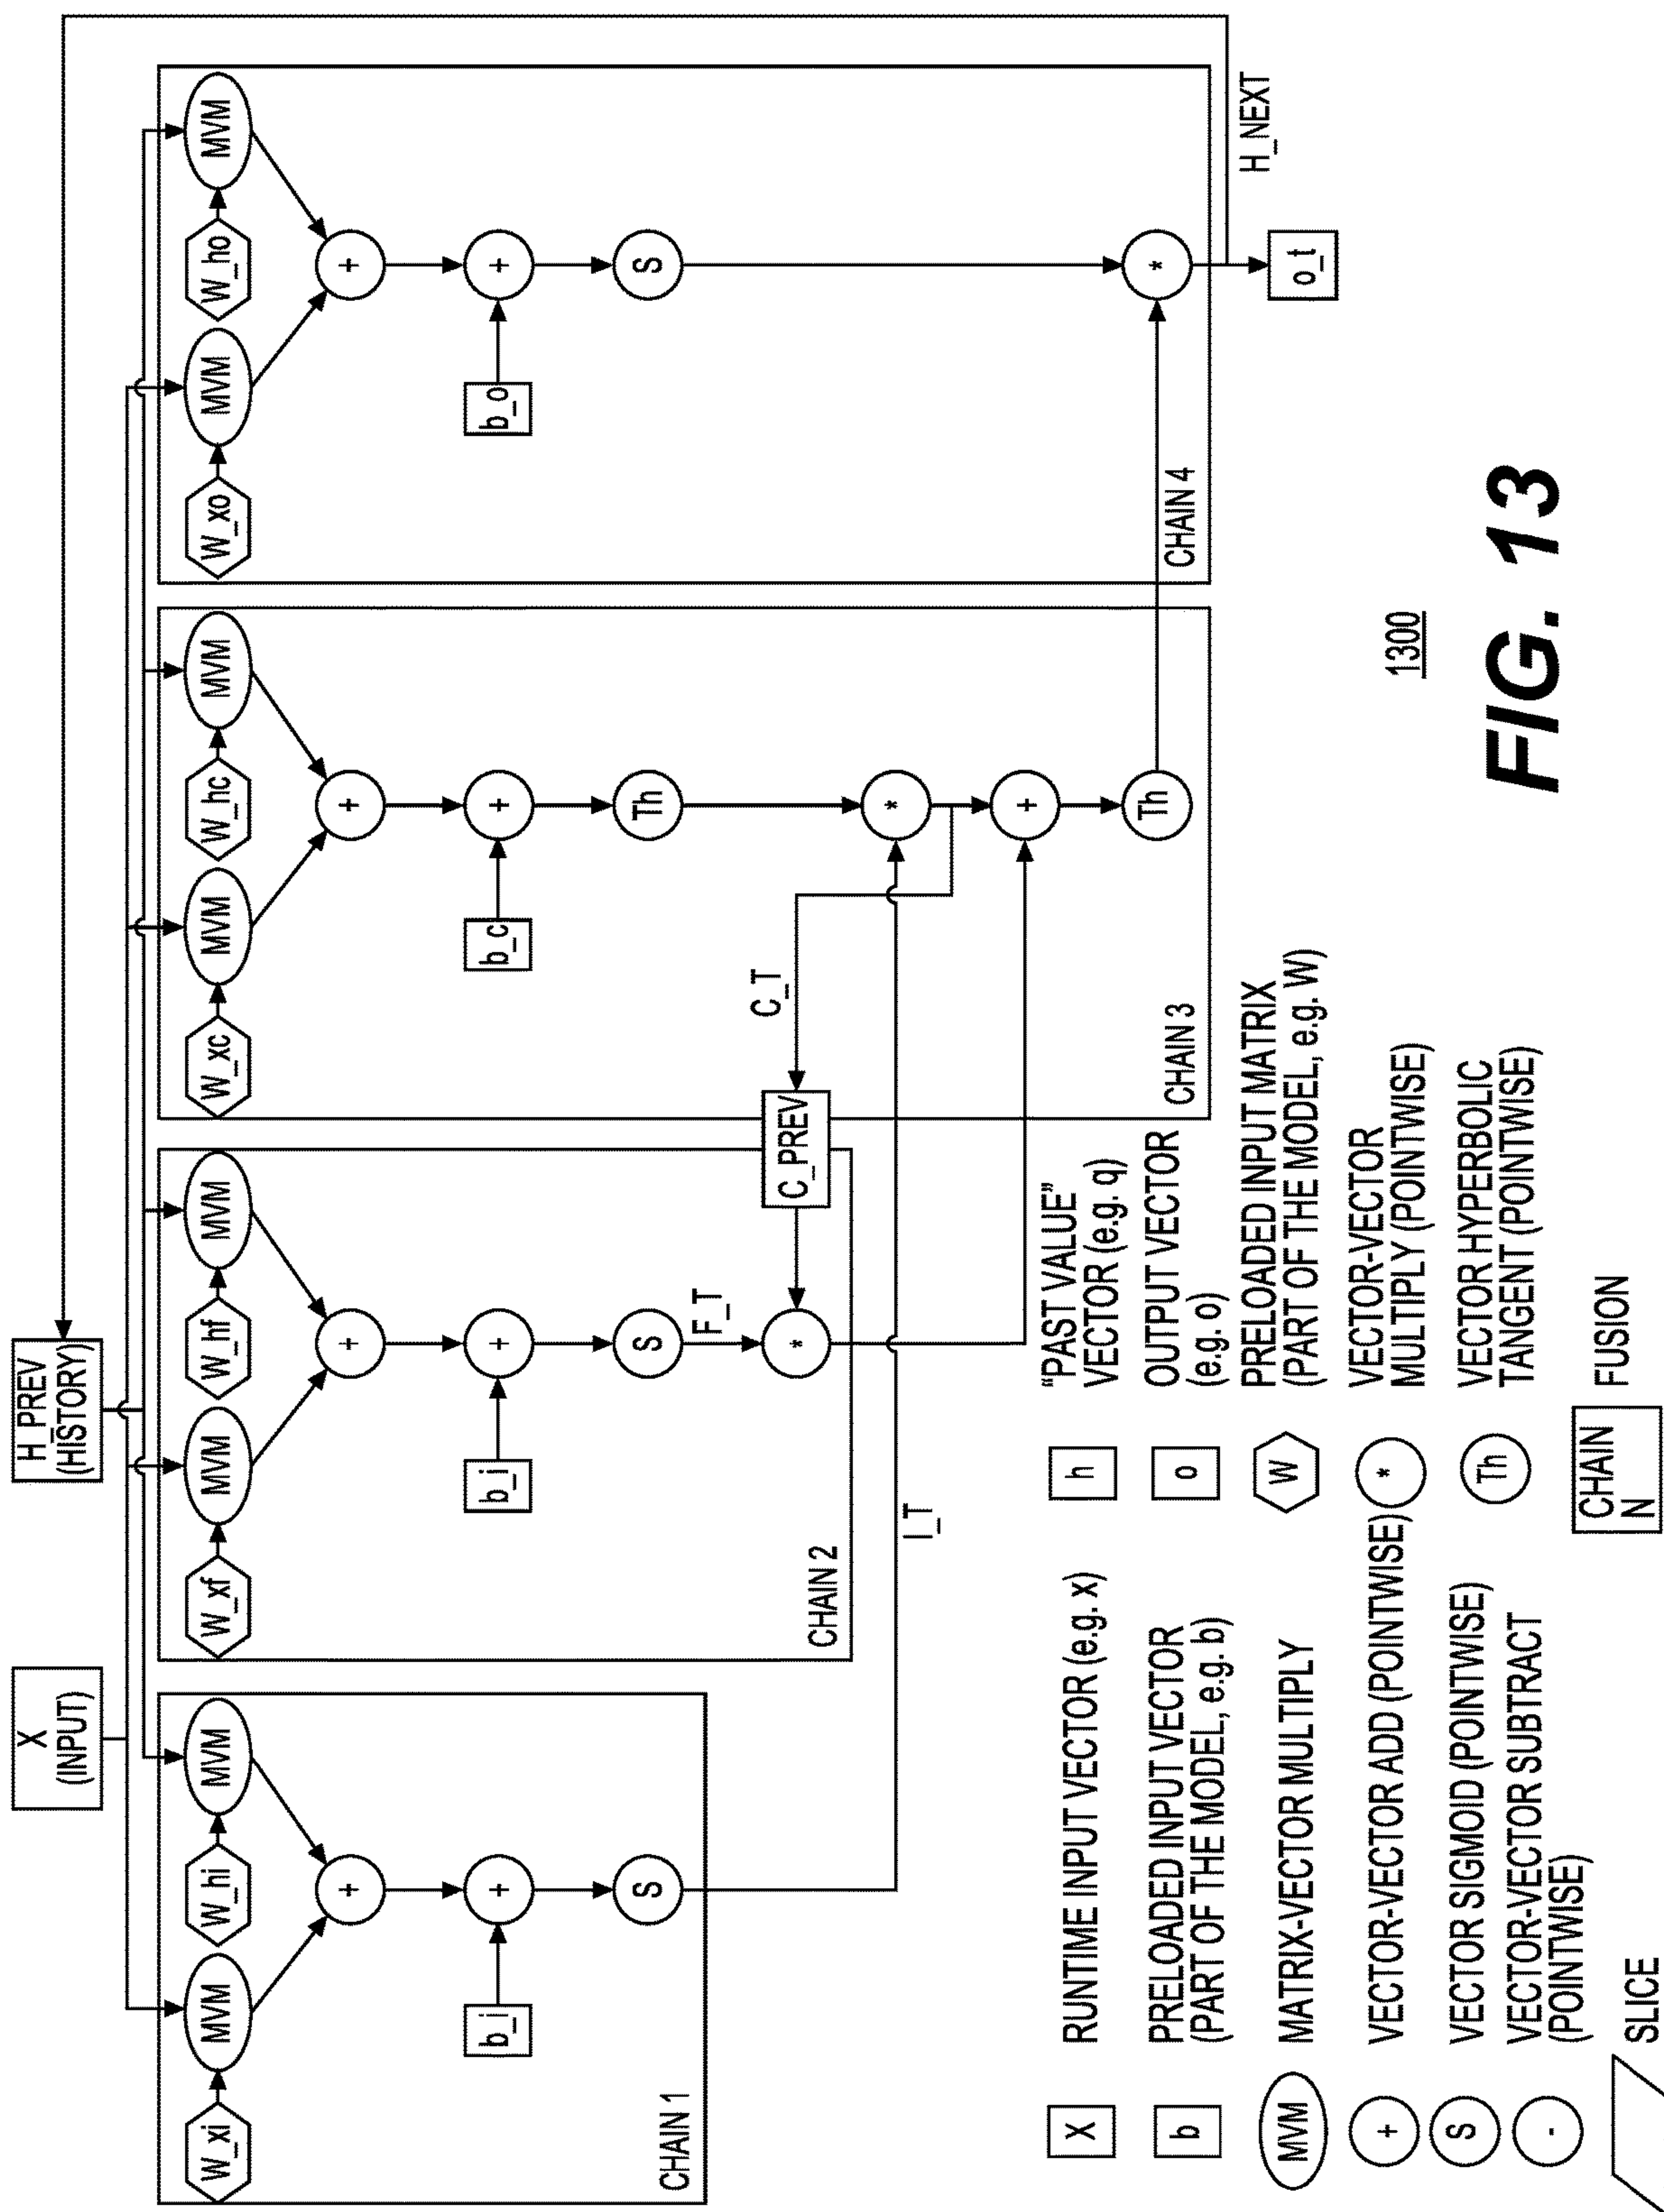 X
(INPUT)
H_PREV
(HISTORY)
W_xi
MVM
W_hi
MVM
W_xf
MVM
W_hf
MVM
W_xc
MVM
W_hc
MVM
W_xo
MVM
W_ho
MVM
+
+
+
+
b_i
+
b_i
+
b_c
+
b_o
+
S
S
Th
S
F_T
C_T
*
C_PREV
*
I_T
+
Th
*
CHAIN 1
CHAIN 2
CHAIN 3
CHAIN 4
H_NEXT
o_t
X
RUNTIME INPUT VECTOR (e.g. x)
b
PRELOADED INPUT VECTOR
(PART OF THE MODEL, e.g. b)
MVM
MATRIX-VECTOR MULTIPLY
+
VECTOR-VECTOR ADD (POINTWISE)
S
VECTOR SIGMOID (POINTWISE)
-
VECTOR-VECTOR SUBTRACT
(POINTWISE)
SLICE
h
“PAST VALUE”
VECTOR (e.g. q)
o
OUTPUT VECTOR
(e.g. o)
W
PRELOADED INPUT MATRIX
(PART OF THE MODEL, e.g. W)
*
VECTOR-VECTOR
MULTIPLY (POINTWISE)
Th
VECTOR HYPERBOLIC
TANGENT (POINTWISE)
CHAIN
N
FUSION
1300
FIG. 13